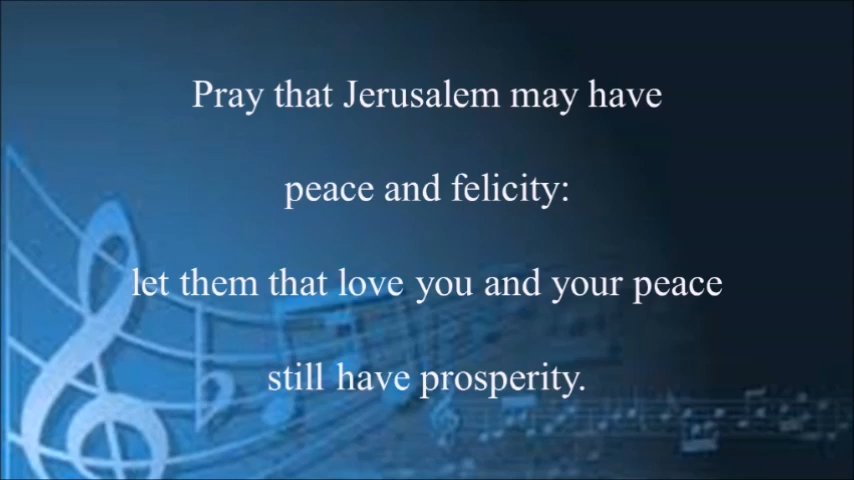 Pray that Jerusalem may have
peace and felicity:
let them that love you and your peace
still have prosperity.